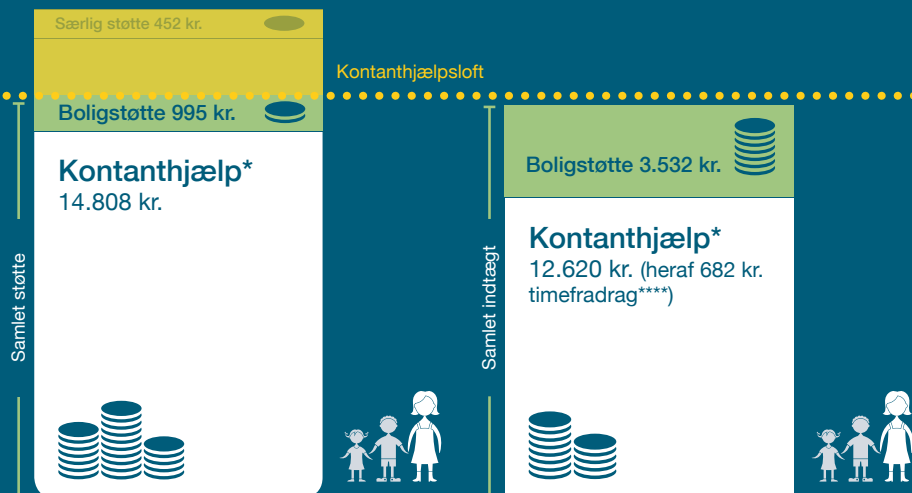 Særlig støtte 452 kr.
Kontanthjælpsloft
Boligstøtte 995 kr.
Kontanthjælp*
14.808 kr.
Samlet støtte
Boligstøtte 3.532 kr.
Kontanthjælp*
12.620 kr. (heraf 682 kr.
timefradrag****)
Samlet indtægt